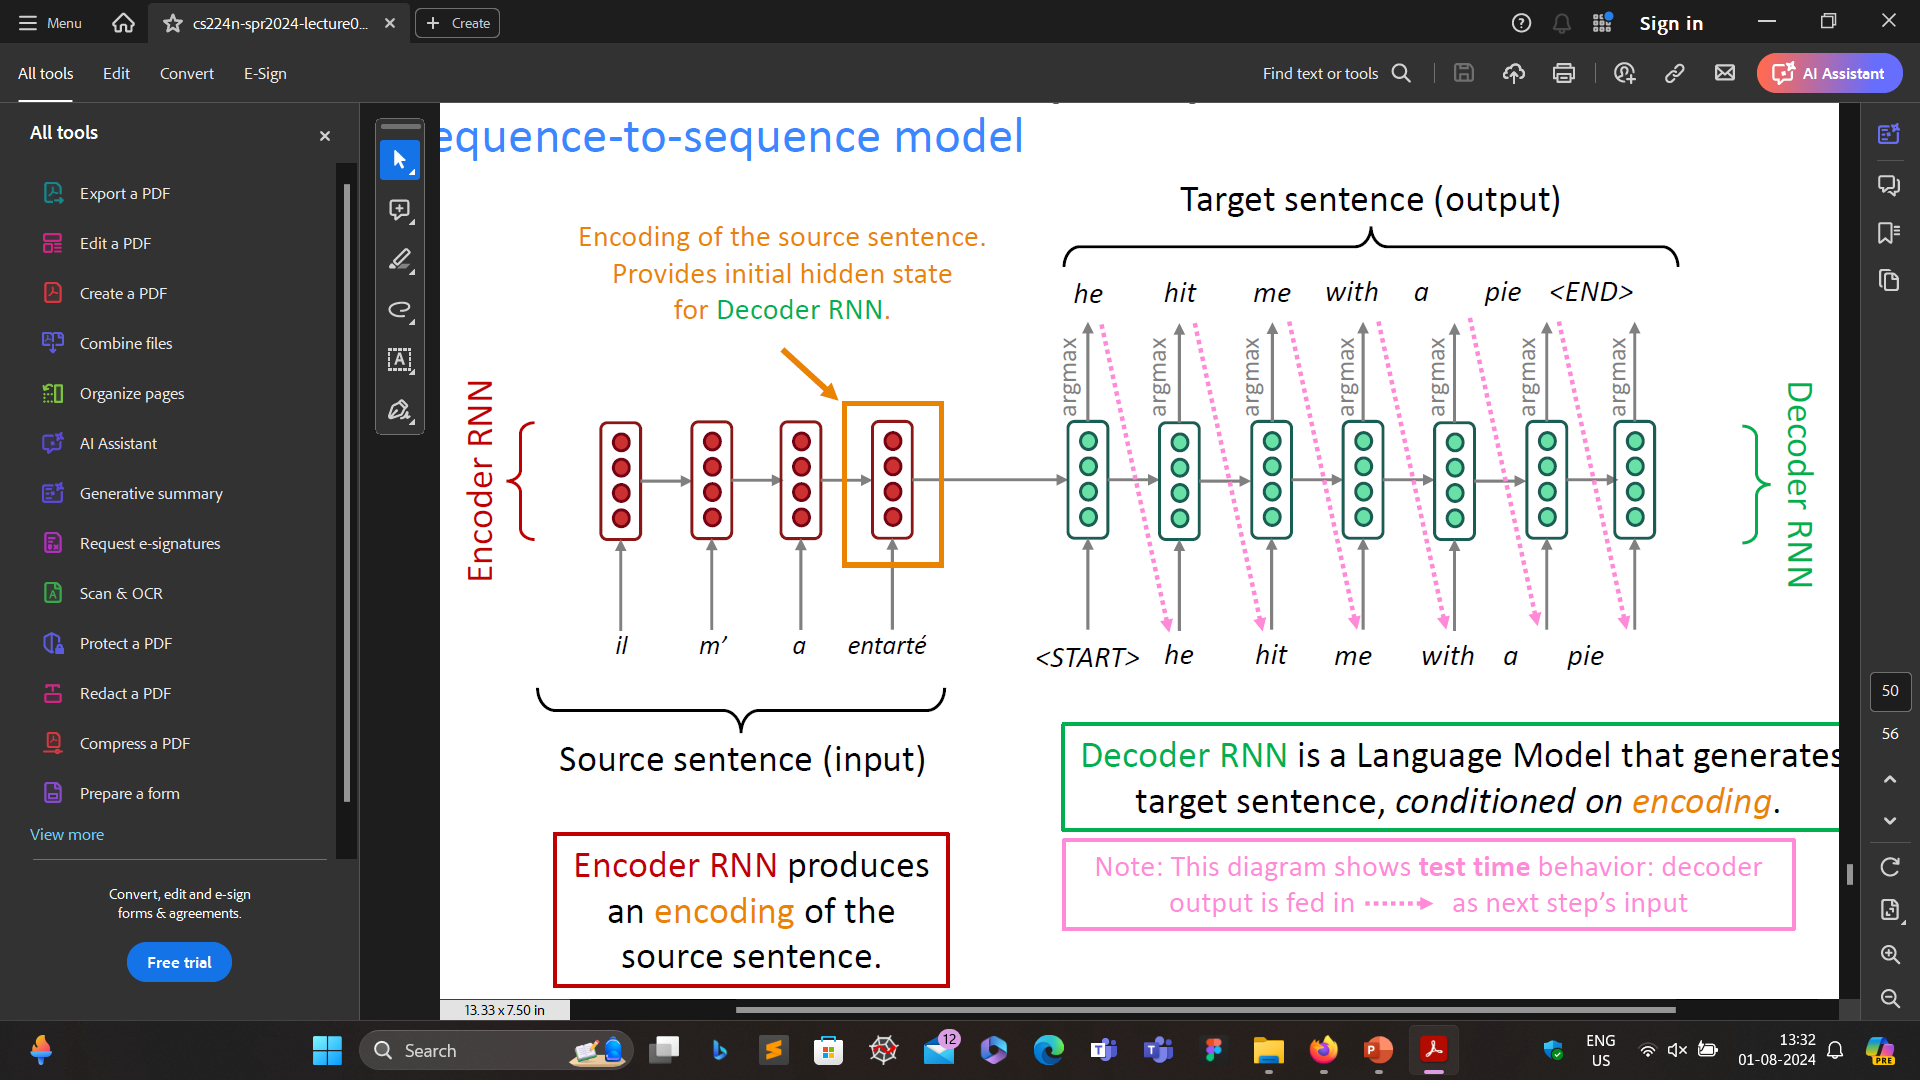 Menu
cs224n-spr2024-lecture0...
Create
Sign in
All tools
Edit
Convert
E-Sign
Find text or tools
AI Assistant
All tools
Export a PDF
Edit a PDF
Create a PDF
Combine files
Organize pages
AI Assistant
Generative summary
Request e-signatures
Scan & OCR
Protect a PDF
Redact a PDF
Compress a PDF
Prepare a form
View more
Convert, edit and e-sign
forms & agreements.
Free trial
equence-to-sequence model
Encoding of the source sentence.
Provides initial hidden state
for Decoder RNN.
Encoder RNN
il m’ a entarté
Source sentence (input)
Encoder RNN produces
an encoding of the
source sentence.
Target sentence (output)
he hit me with a pie <END>
argmax argmax argmax argmax argmax argmax argmax
Decoder RNN
<START> he hit me with a pie
Decoder RNN is a Language Model that generates
target sentence, conditioned on encoding.
Note: This diagram shows test time behavior: decoder
output is fed in as next step’s input
50
56
13.33 x 7.50 in
Search
12
ENG
US
13:32
01-08-2024
PRE